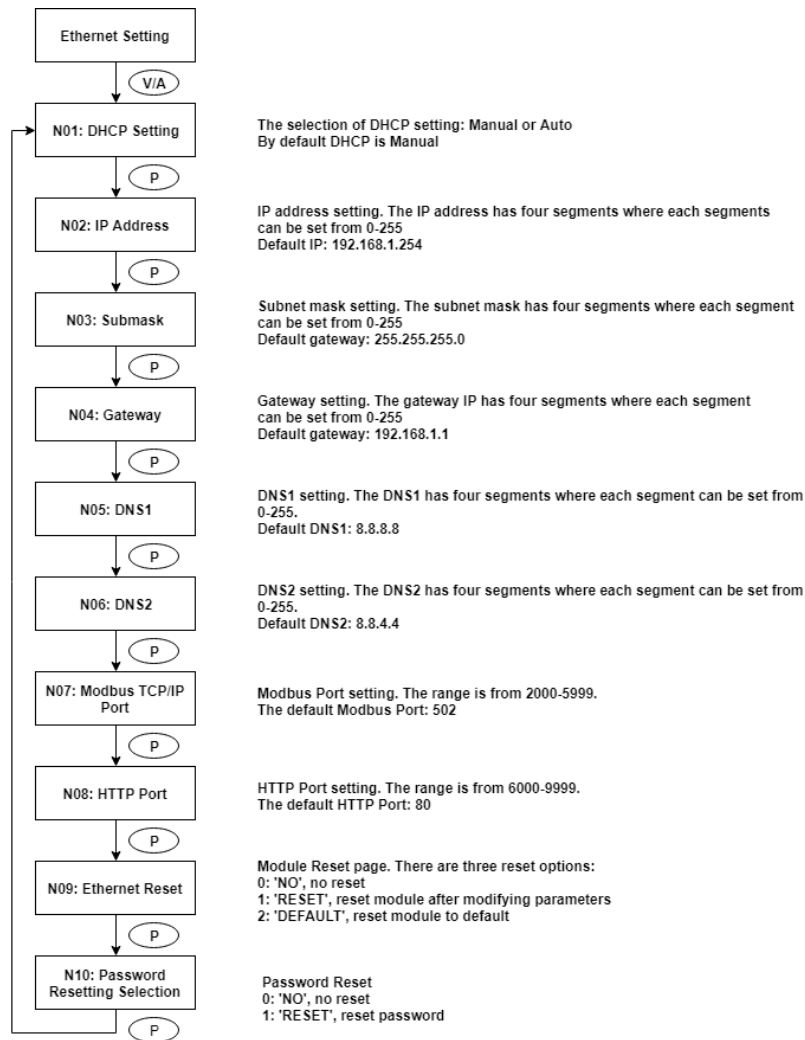 Ethernet Setting
V/A
N01: DHCP Setting
The selection of DHCP setting: Manual or Auto
By default DHCP is Manual
P
N02: IP Address
IP address setting. The IP address has four segments where each segments
can be set from 0-255
Default IP: 192.168.1.254
P
N03: Submask
Subnet mask setting. The subnet mask has four segments where each segment
can be set from 0-255
Default gateway: 255.255.255.0
P
N04: Gateway
Gateway setting. The gateway IP has four segments where each segment
can be set from 0-255
Default gateway: 192.168.1.1
P
N05: DNS1
DNS1 setting. The DNS1 has four segments where each segment can be set from
0-255.
Default DNS1: 8.8.8.8
P
N06: DNS2
DNS2 setting. The DNS2 has four segments where each segment can be set from
0-255.
Default DNS2: 8.8.4.4
P
N07: Modbus TCP/IP
Port
Modbus Port setting. The range is from 2000-5999.
The default Modbus Port: 502
P
N08: HTTP Port
HTTP Port setting. The range is from 6000-9999.
The default HTTP Port: 80
P
N09: Ethernet Reset
Module Reset page. There are three reset options:
0: 'NO', no reset
1: 'RESET', reset module after modifying parameters
2: 'DEFAULT', reset module to default
P
N10: Password
Resetting Selection
Password Reset
0: 'NO', no reset
1: 'RESET', reset password
P